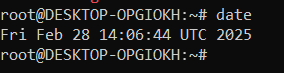 root@DESKTOP-OPGIOKH:~# date
Fri Feb 28 14:06:44 UTC 2025
root@DESKTOP-OPGIOKH:~#